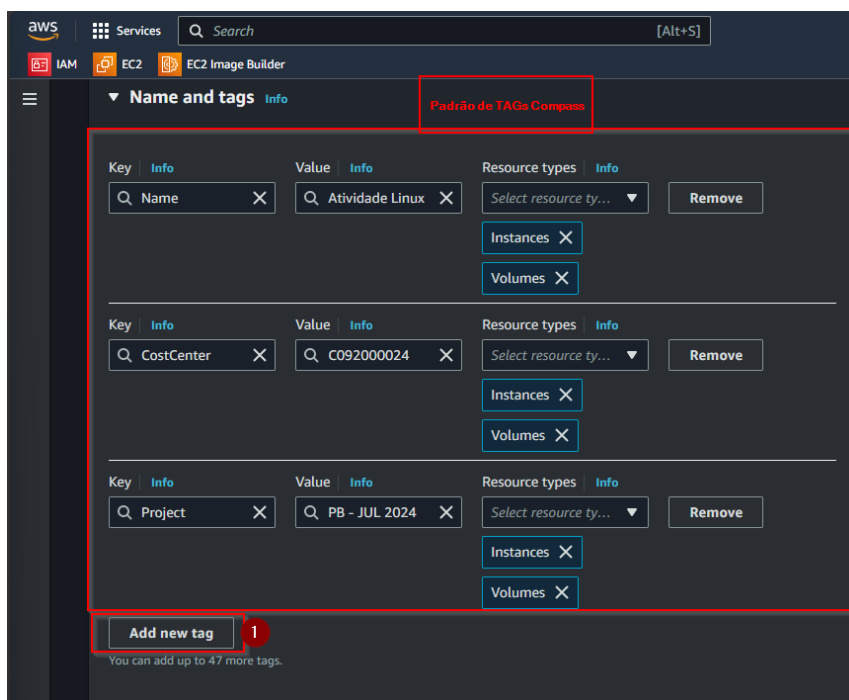 aws Services Search [Alt+S]
IAM EC2 EC2 Image Builder
Name and tags Info
Padrão de TAGs Compass
Key Info Value Info Resource types Info
Name Atividade Linux Select resource ty... Remove
Instances
Volumes
Key Info Value Info Resource types Info
CostCenter C092000024 Select resource ty... Remove
Instances
Volumes
Key Info Value Info Resource types Info
Project PB - JUL 2024 Select resource ty... Remove
Instances
Volumes
Add new tag 1
You can add up to 47 more tags.